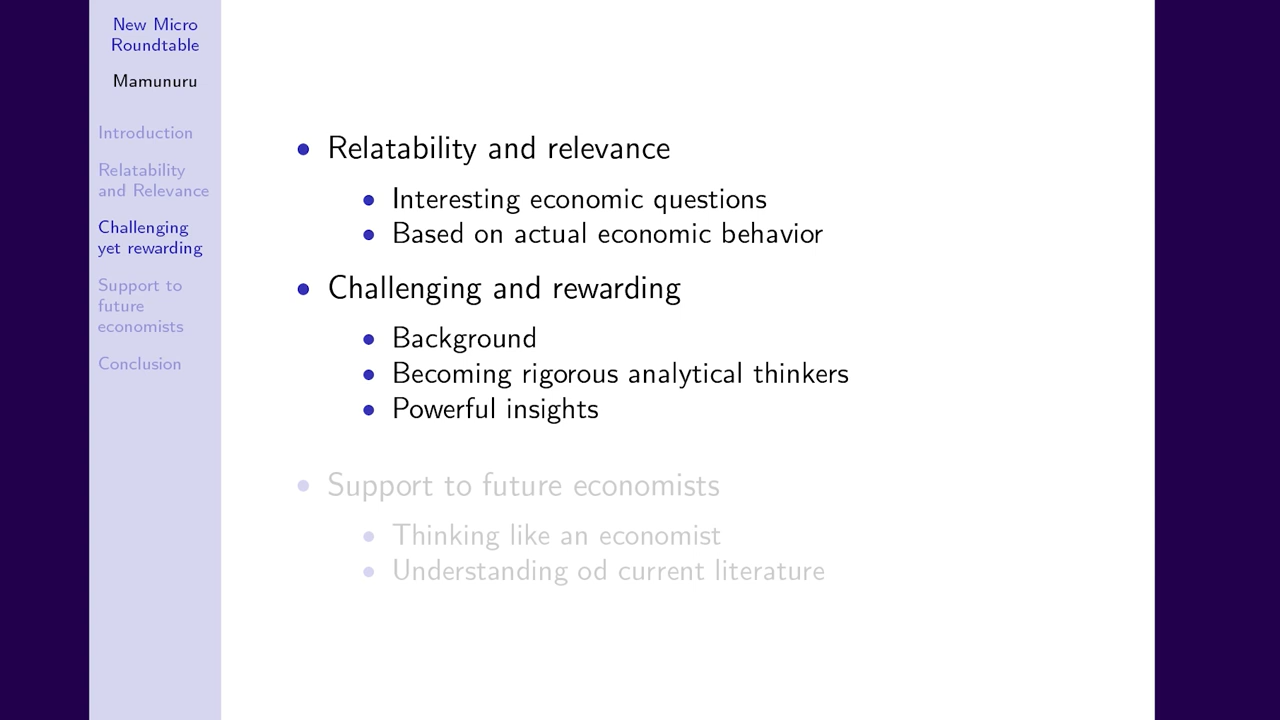 New Micro
Roundtable
Mamunuru
Introduction
Relatability
and Relevance
Challenging
yet rewarding
Support to
future
economists
Conclusion
• Relatability and relevance
• Interesting economic questions
• Based on actual economic behavior
• Challenging and rewarding
• Background
• Becoming rigorous analytical thinkers
• Powerful insights
• Support to future economists
• Thinking like an economist
• Understanding od current literature